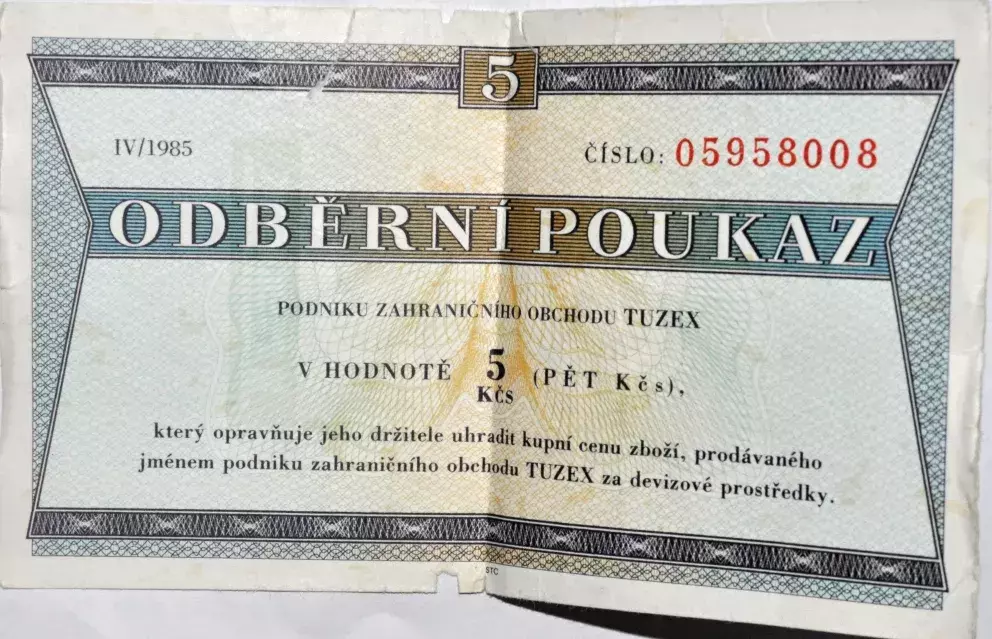 5
IV/1985
ČÍSLO: 05958008
ODBĚRNÍ POUKAZ
PODNIKU ZAHRANIČNÍHO OBCHODU TUZEX
V HODNOTĚ 5 KČS (PĚT Kčs),
který opravňuje jeho držitele uhradit kupní cenu zboží, prodávaného
jménem podniku zahraničního obchodu TUZEX za devizové prostředky.
STC